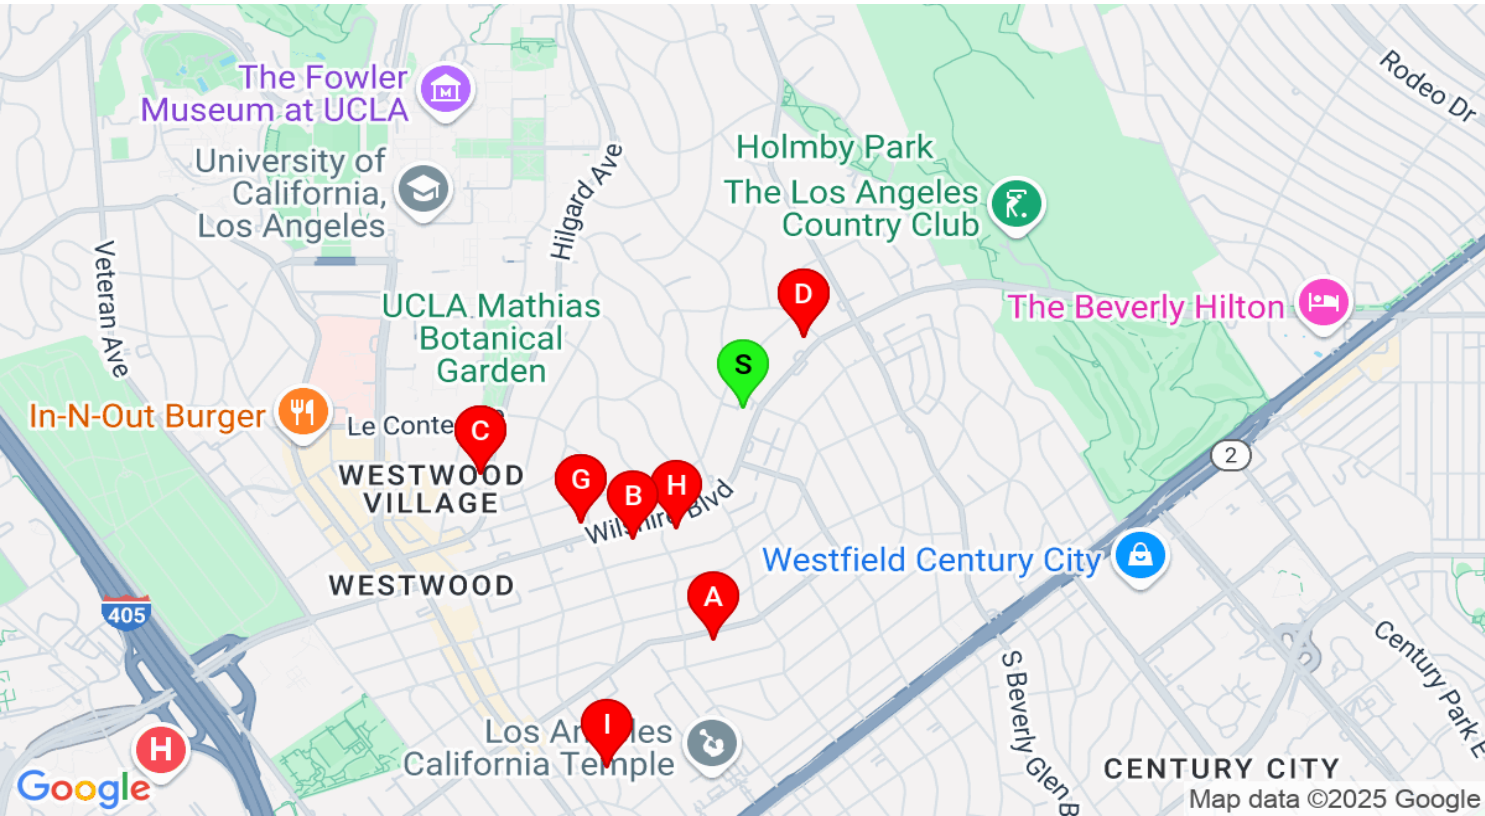 The Fowler
Museum at UCLA
University of
California,
Los Angeles
Hilgard Ave
Holmby Park
The Los Angeles
Country Club
Rodeo Dr
Veteran Ave
UCLA Mathias
Botanical
Garden
D
The Beverly Hilton
S
In-N-Out Burger
Le Conte
C
WESTWOOD
VILLAGE
G
B
H
Wilshire Blvd
2
Westfield Century City
WESTWOOD
A
405
S Beverly Glen B
Century Park E
I
Los Angeles
California Temple
H
CENTURY CITY
Google
Map data ©2025 Google
M